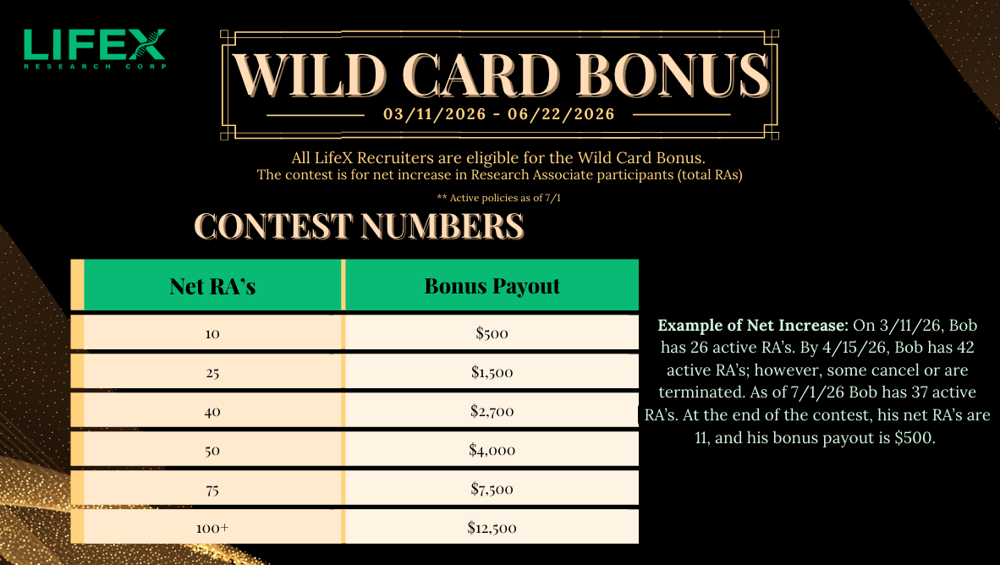 LIFEX
RESEARCH CORP
WILD CARD BONUS
03/11/2026 - 06/22/2026
All LifeX Recruiters are eligible for the Wild Card Bonus.
The contest is for net increase in Research Associate participants (total RAs)
** Active policies as of 7/1
CONTEST NUMBERS
Net RA's Bonus Payout
10 $500
25 $1,500
40 $2,700
50 $4,000
75 $7,500
100+ $12,500
Example of Net Increase: On 3/11/26, Bob
has 26 active RA's. By 4/15/26, Bob has 42
active RA's; however, some cancel or are
terminated. As of 7/1/26 Bob has 37 active
RA's. At the end of the contest, his net RA's are
11, and his bonus payout is $500.